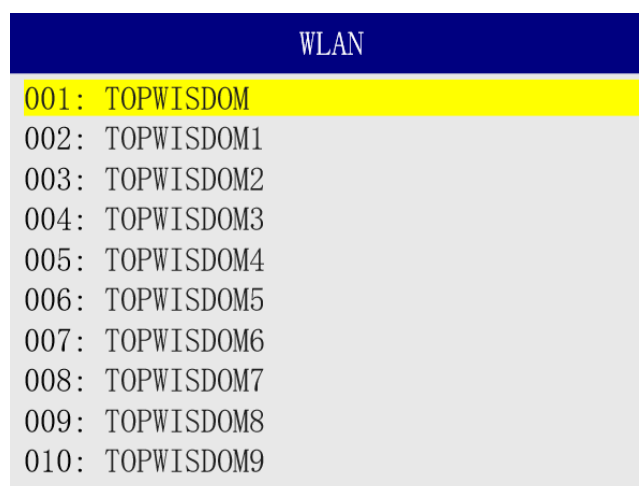 WLAN
001: TOPWISDOM
002: TOPWISDOM1
003: TOPWISDOM2
004: TOPWISDOM3
005: TOPWISDOM4
006: TOPWISDOM5
007: TOPWISDOM6
008: TOPWISDOM7
009: TOPWISDOM8
010: TOPWISDOM9